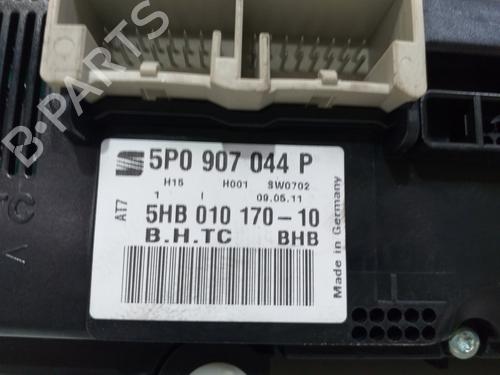 5P0 907 044 P
H15 H001 SW0702
1 I 09.05.11
AT7
5HB 010 170-10
B.H.TC BHB
Made in Germany
B-PARTS
TC